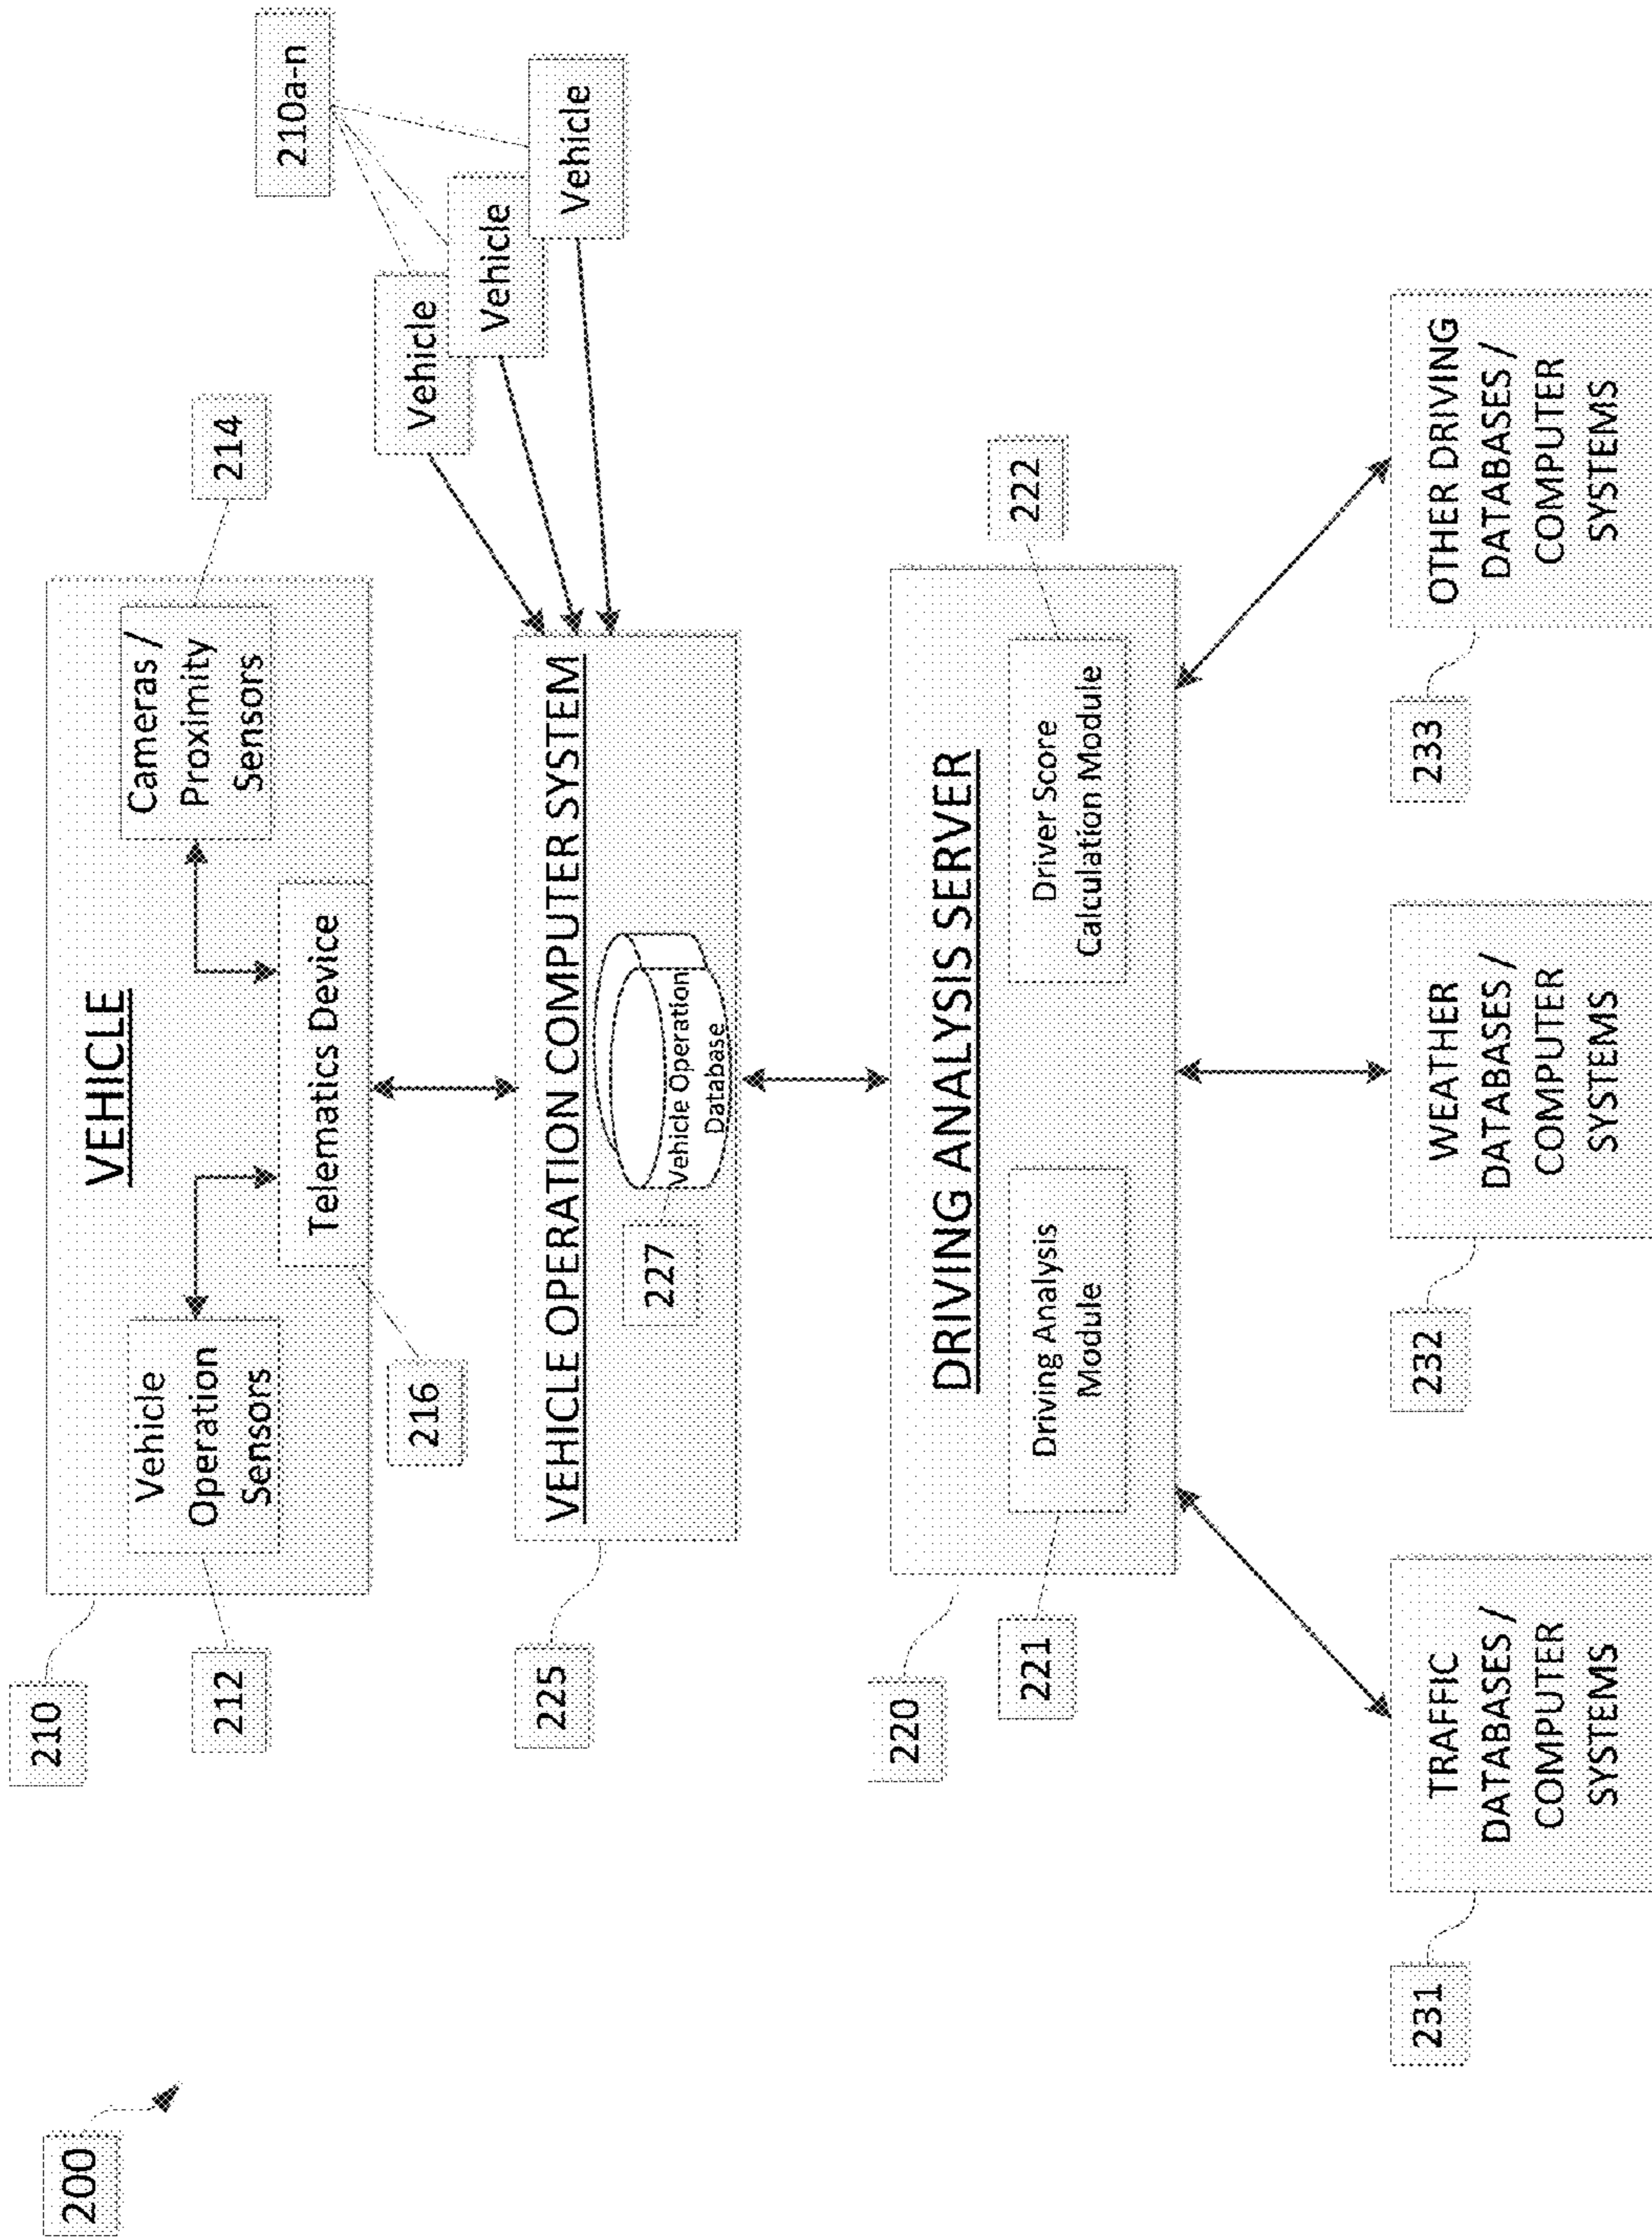 200
210
VEHICLE
212
Vehicle
Operation
Sensors
Cameras /
Proximity
Sensors
214
Telematics Device
216
210a-n
Vehicle
Vehicle
Vehicle
225
VEHICLE OPERATION COMPUTER SYSTEM
227
Vehicle Operation
Database
220
DRIVING ANALYSIS SERVER
221
Driving Analysis
Module
Driver Score
Calculation Module
222
231
TRAFFIC
DATABASES /
COMPUTER
SYSTEMS
232
WEATHER
DATABASES /
COMPUTER
SYSTEMS
233
OTHER DRIVING
DATABASES /
COMPUTER
SYSTEMS